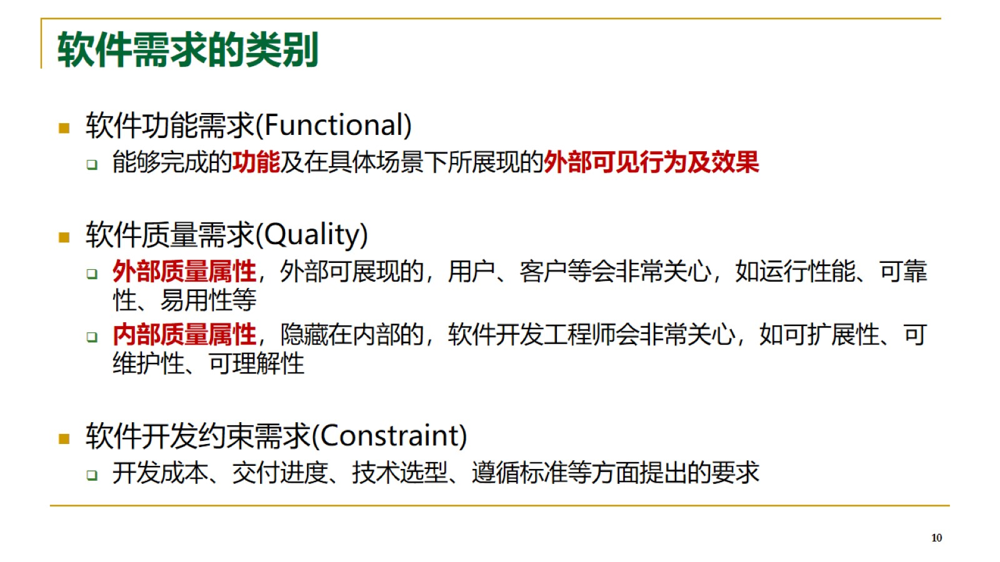 软件需求的类别
软件功能需求(Functional)
能够完成的功能及在具体场景下所展现的外部可见行为及效果
软件质量需求(Quality)
外部质量属性，外部可展现的，用户、客户等会非常关心，如运行性能、可靠
性、易用性等
内部质量属性，隐藏在内部的，软件开发工程师会非常关心，如可扩展性、可
维护性、可理解性
软件开发约束需求(Constraint)
开发成本、交付进度、技术选型、遵循标准等方面提出的要求
10